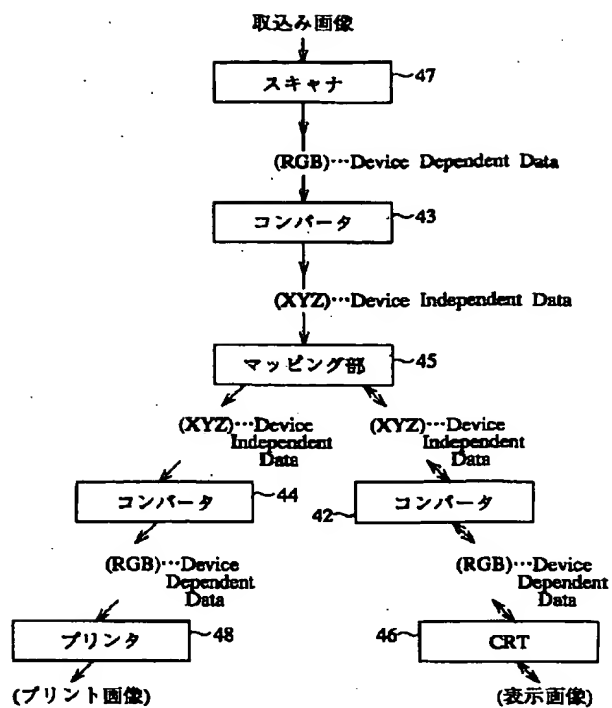 取込み画像
スキャナ
47
(RGB)…Device Dependent Data
コンバータ
43
(XYZ)…Device Independent Data
マッピング部
45
(XYZ)…Device
Independent
Data
(XYZ)…Device
Independent
Data
コンバータ
44
42
コンバータ
(RGB)…Device
Dependent
Data
(RGB)…Device
Dependent
Data
プリンタ
48
46
CRT
(プリント画像)
(表示画像)